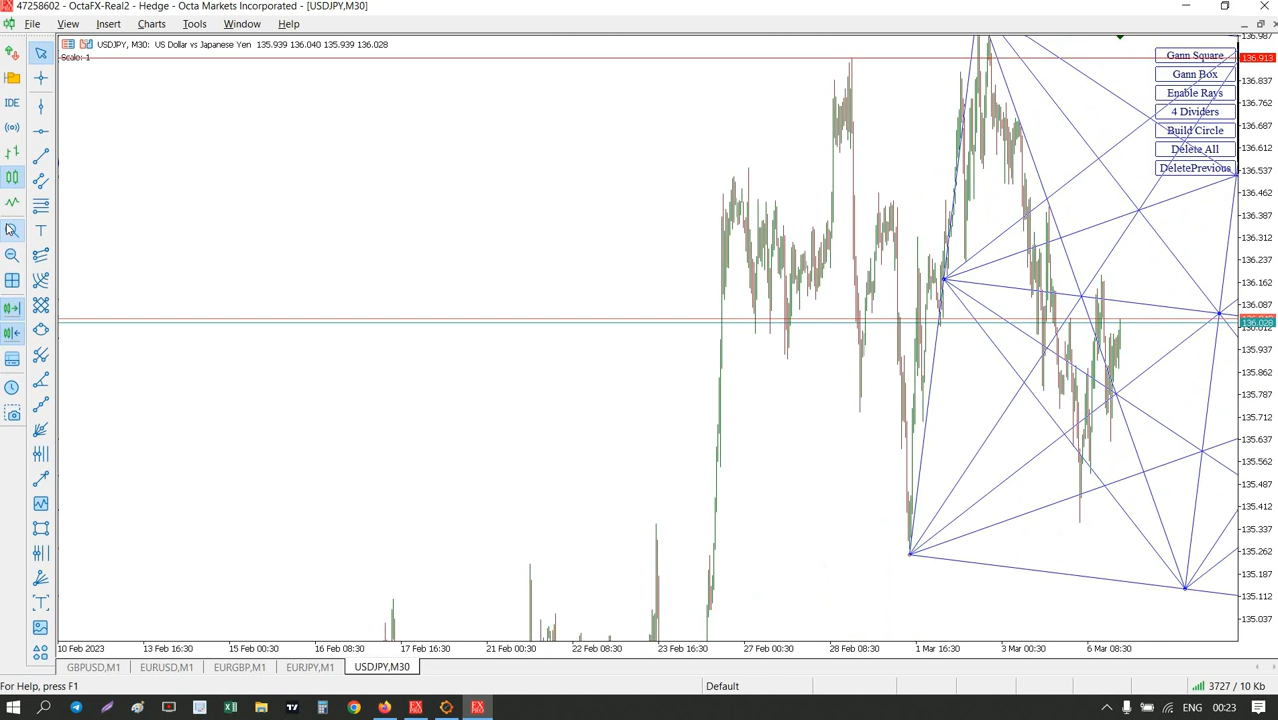 47258602 - OctaFX-Real2 - Hedge - Octa Markets Incorporated - [USDJPY,M30]
File View Insert Charts Tools Window Help
USDJPY, M30: US Dollar vs Japanese Yen 135.939 136.040 135.939 136.028
Scale: 1
IDE
Gann Square
Gann Box
Enable Rays
4 Dividers
Build Circle
Delete All
DeletePrevious
136.987
136.913
136.837
136.762
136.687
136.612
136.537
136.462
136.387
136.312
136.237
136.162
136.087
136.028
136.012
135.937
135.862
135.787
135.712
135.637
135.562
135.487
135.412
135.337
135.262
135.187
135.112
135.037
10 Feb 2023 13 Feb 16:30 15 Feb 00:30 16 Feb 08:30 17 Feb 16:30 21 Feb 00:30 22 Feb 08:30 23 Feb 16:30 27 Feb 00:30 28 Feb 08:30 1 Mar 16:30 3 Mar 00:30 6 Mar 08:30
GBPUSD,M1 EURUSD,M1 EURGBP,M1 EURJPY,M1 USDJPY,M30
For Help, press F1 Default 3727 / 10 Kb
ENG 00:23